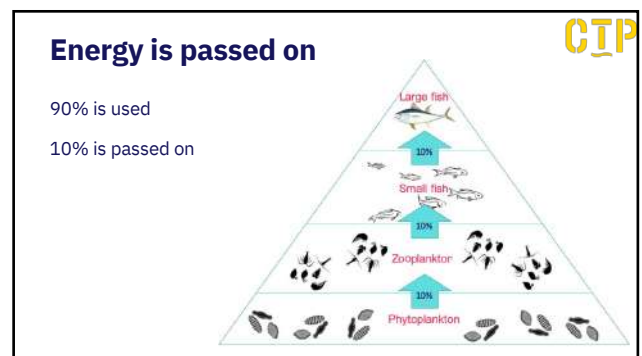 Energy is passed on
CTP
90% is used
10% is passed on
Large fish
10%
Small fish
10%
Zooplankton
10%
Phytoplankton